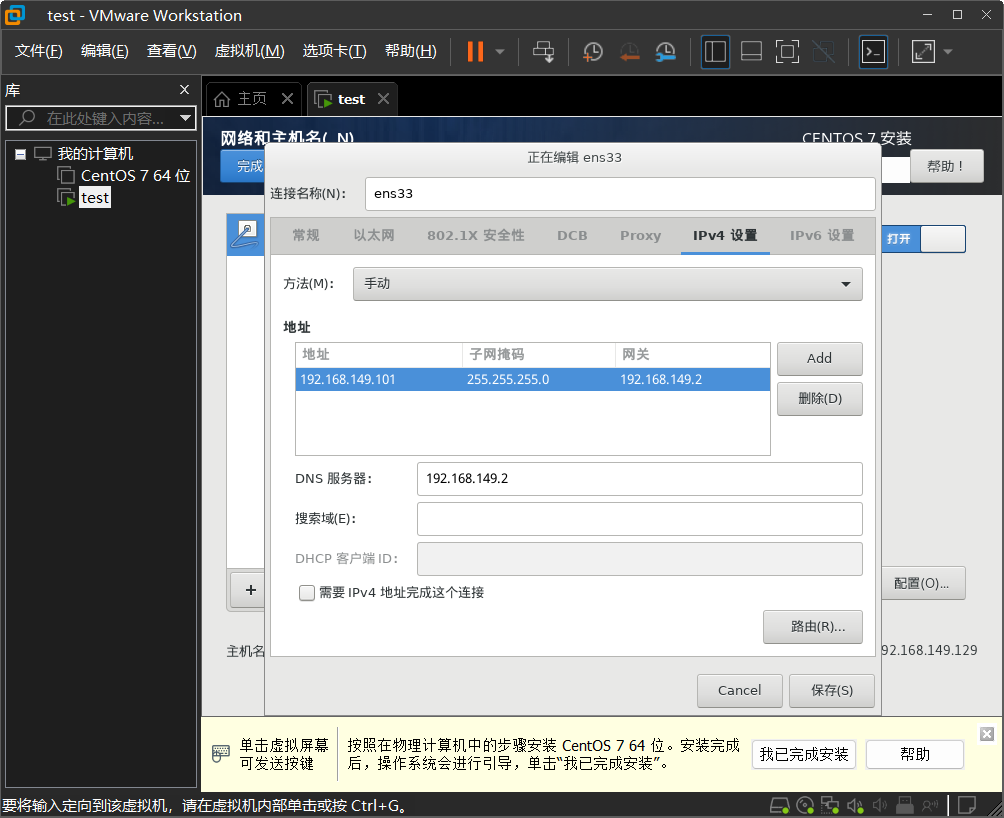 test - VMware Workstation
文件(F) 编辑(E) 查看(V) 虚拟机(M) 选项卡(T) 帮助(H)
库
在此处键入内容...
我的计算机
CentOS 7 64 位
test
主页 test
网络和主机名(_N)
CENTOS 7 安装
完成
帮助！
正在编辑 ens33
连接名称(N)： ens33
常规 以太网 802.1X 安全性 DCB Proxy IPv4 设置 IPv6 设置
打开
方法(M)： 手动
地址
地址 子网掩码 网关
192.168.149.101 255.255.255.0 192.168.149.2
Add
删除(D)
DNS 服务器： 192.168.149.2
搜索域(E)：
DHCP 客户端 ID：
需要 IPv4 地址完成这个连接
+
配置(O)...
路由(R)...
主机名
92.168.149.129
Cancel 保存(S)
单击虚拟屏幕
可发送按键
按照在物理计算机中的步骤安装 CentOS 7 64 位。安装完成
后，操作系统会进行引导，单击“我已完成安装”。
我已完成安装 帮助
要将输入定向到该虚拟机，请在虚拟机内部单击或按 Ctrl+G。